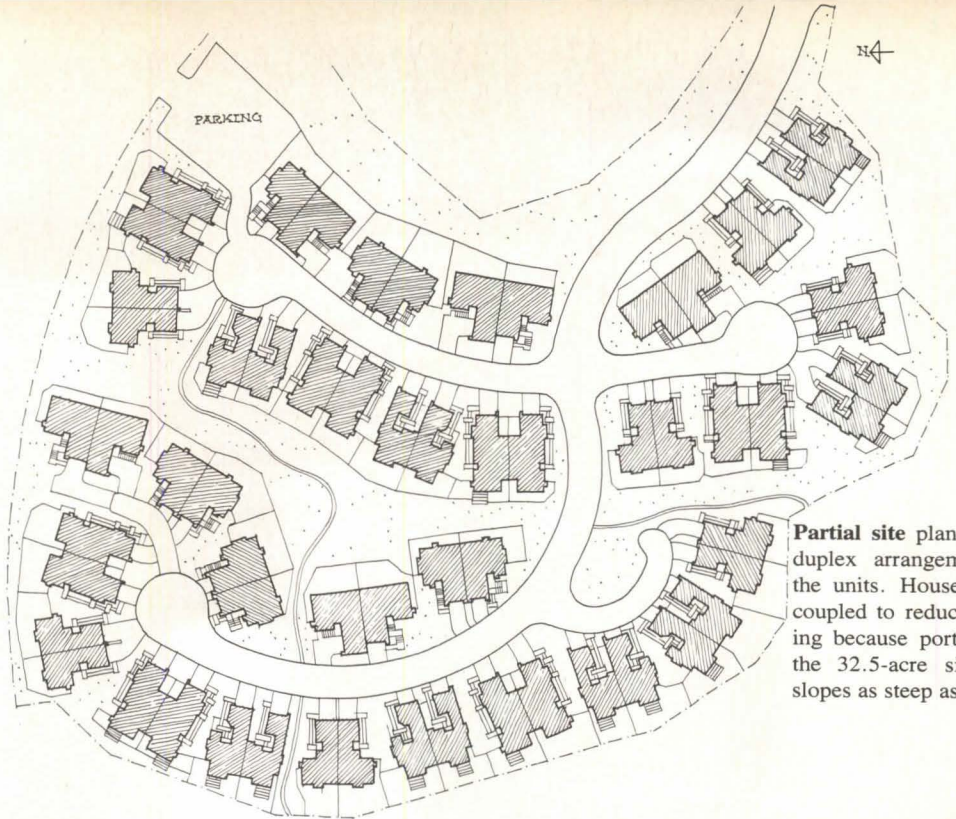 N
PARKING
Partial site plan
duplex arrangem
the units. House
coupled to reduc
ing because port
the 32.5-acre si
slopes as steep as